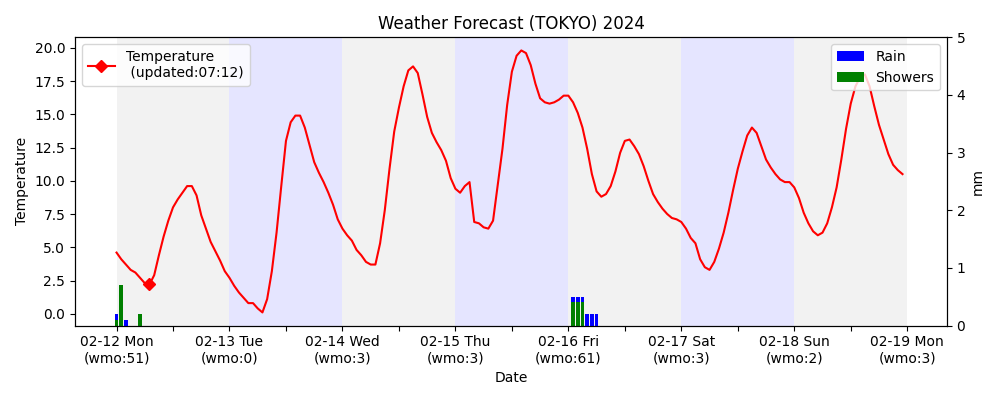 Weather Forecast (TOKYO) 2024
Temperature
(updated:07:12)
Rain
Showers
Temperature
20.0
17.5
15.0
12.5
10.0
7.5
5.0
2.5
0.0
5
4
3
2
1
0
mm
02-12 Mon
(wmo:51)
02-13 Tue
(wmo:0)
02-14 Wed
(wmo:3)
02-15 Thu
(wmo:3)
02-16 Fri
(wmo:61)
02-17 Sat
(wmo:3)
02-18 Sun
(wmo:2)
02-19 Mon
(wmo:3)
Date